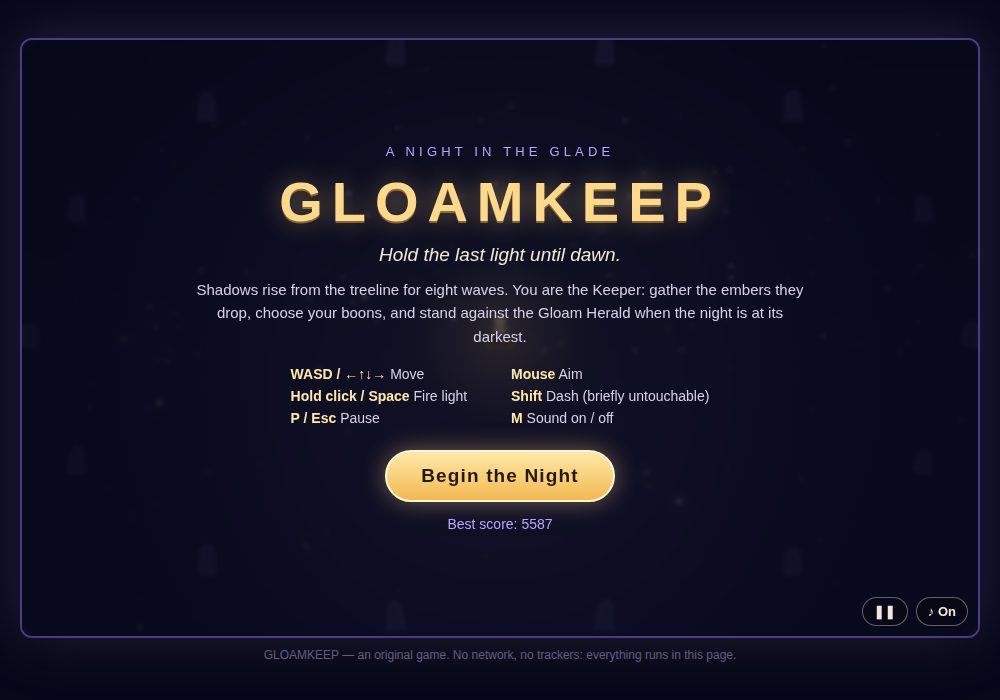 A NIGHT IN THE GLADE
GLOAMKEEP
Hold the last light until dawn.
Shadows rise from the treeline for eight waves. You are the Keeper: gather the embers they
drop, choose your boons, and stand against the Gloam Herald when the night is at its
darkest.
WASD / ←↑↓→ Move
Mouse Aim
Hold click / Space Fire light
Shift Dash (briefly untouchable)
P / Esc Pause
M Sound on / off
Begin the Night
Best score: 5587
❚❚
♪ On
GLOAMKEEP — an original game. No network, no trackers: everything runs in this page.